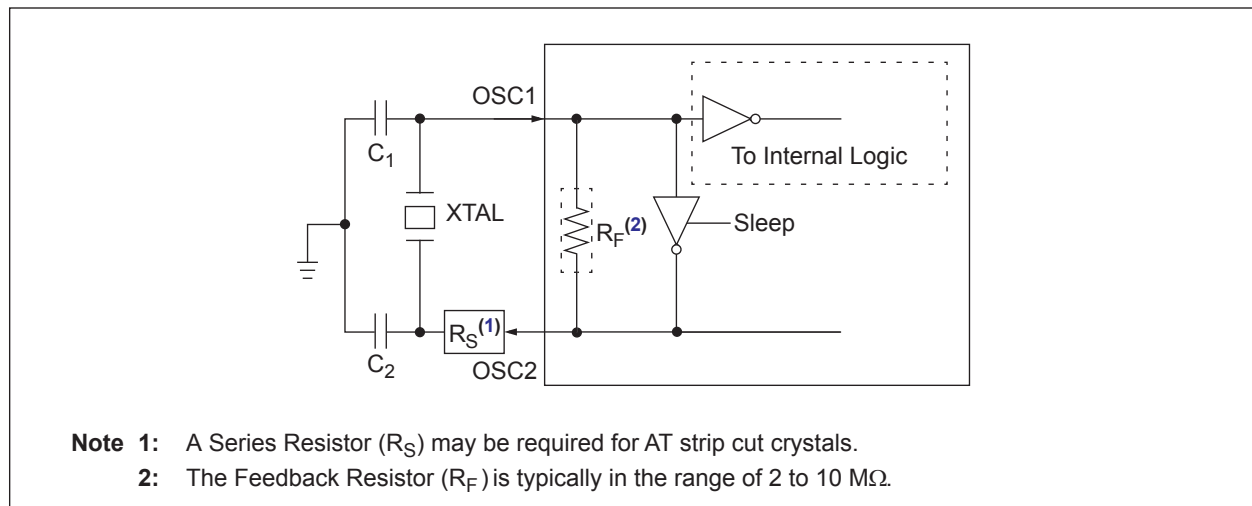 OSC1
C1
To Internal Logic
XTAL
RF(2)
Sleep
RS(1)
C2
OSC2
Note 1: A Series Resistor (RS) may be required for AT strip cut crystals.
2: The Feedback Resistor (RF) is typically in the range of 2 to 10 MΩ.